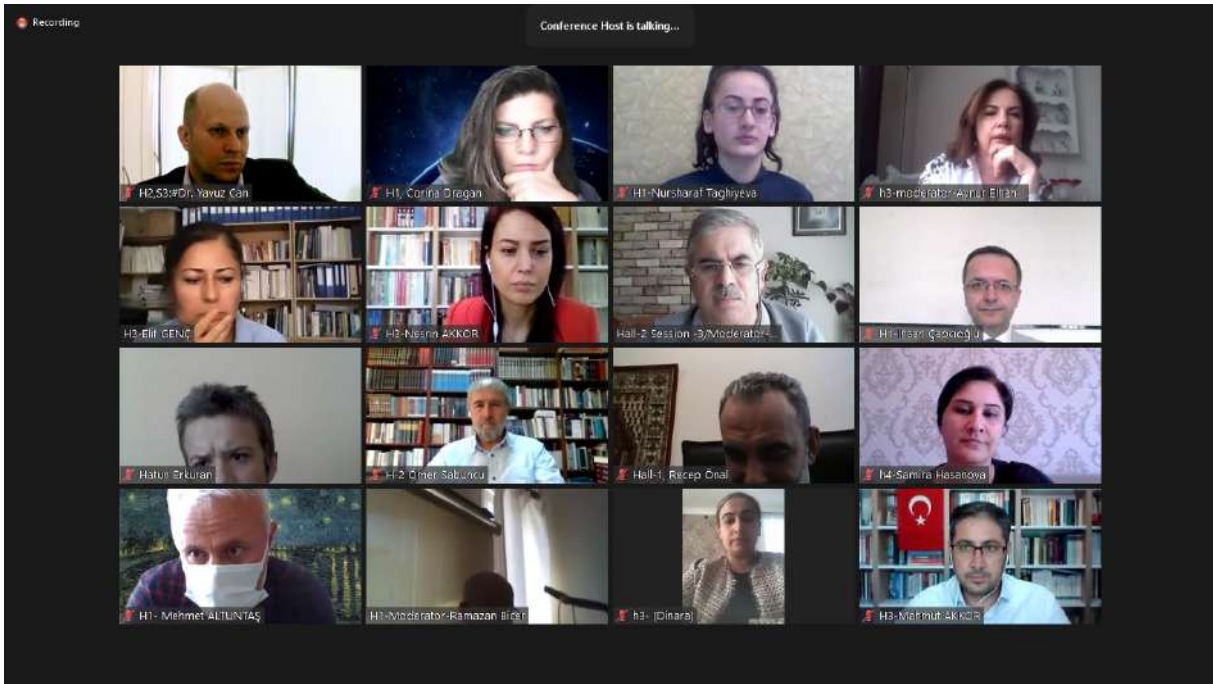 Recording
Conference Host is talking...
H2,S3:#Dr. Yavuz Can
H1, Corina Dragan
H1-Nursharaf Taghiyeva
h3-moderator-Aynur
H3-Elif GENÇ
H3-Nesrin AKKOR
Hall-2 Session -3/Moderator-...
H1-İhsan Çapcıoğlu
Hatun Erkuran
H-2 Ömer Sabuncu
Hall-1, Recep Önal
h4-Samira Hasanova
H1- Mehmet ALTUNTAŞ
H1-Moderator-Ramazan Biçer
h3- (Dinara)
H3-Mahmut AKKOR